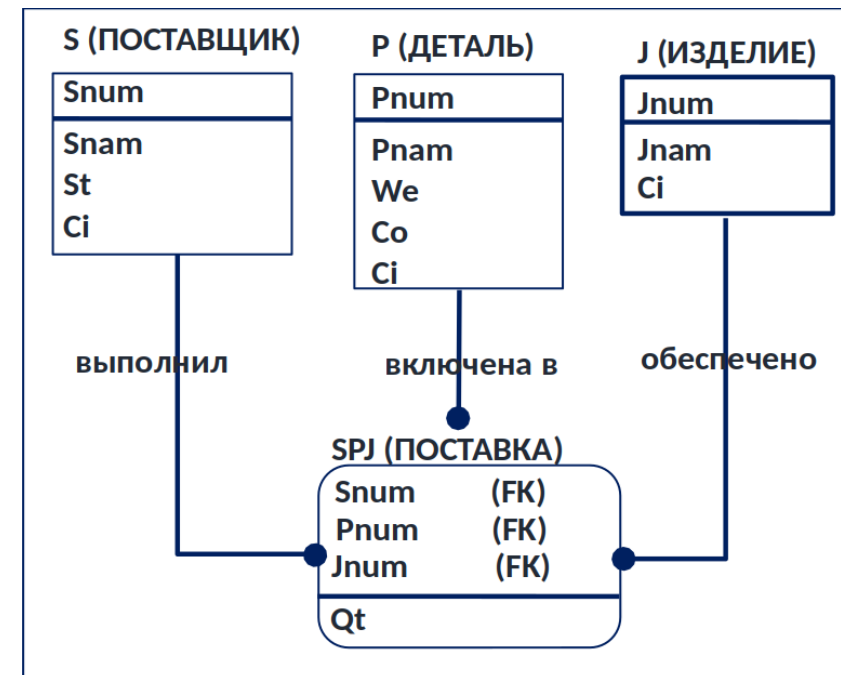 S (ПОСТАВЩИК)
Snum
Snam
St
Ci
P (ДЕТАЛЬ)
Pnum
Pnam
We
Co
Ci
J (ИЗДЕЛИЕ)
Jnum
Jnam
Ci
выполнил
включена в
обеспечено
SPJ (ПОСТАВКА)
Snum (FK)
Pnum (FK)
Jnum (FK)
Qt